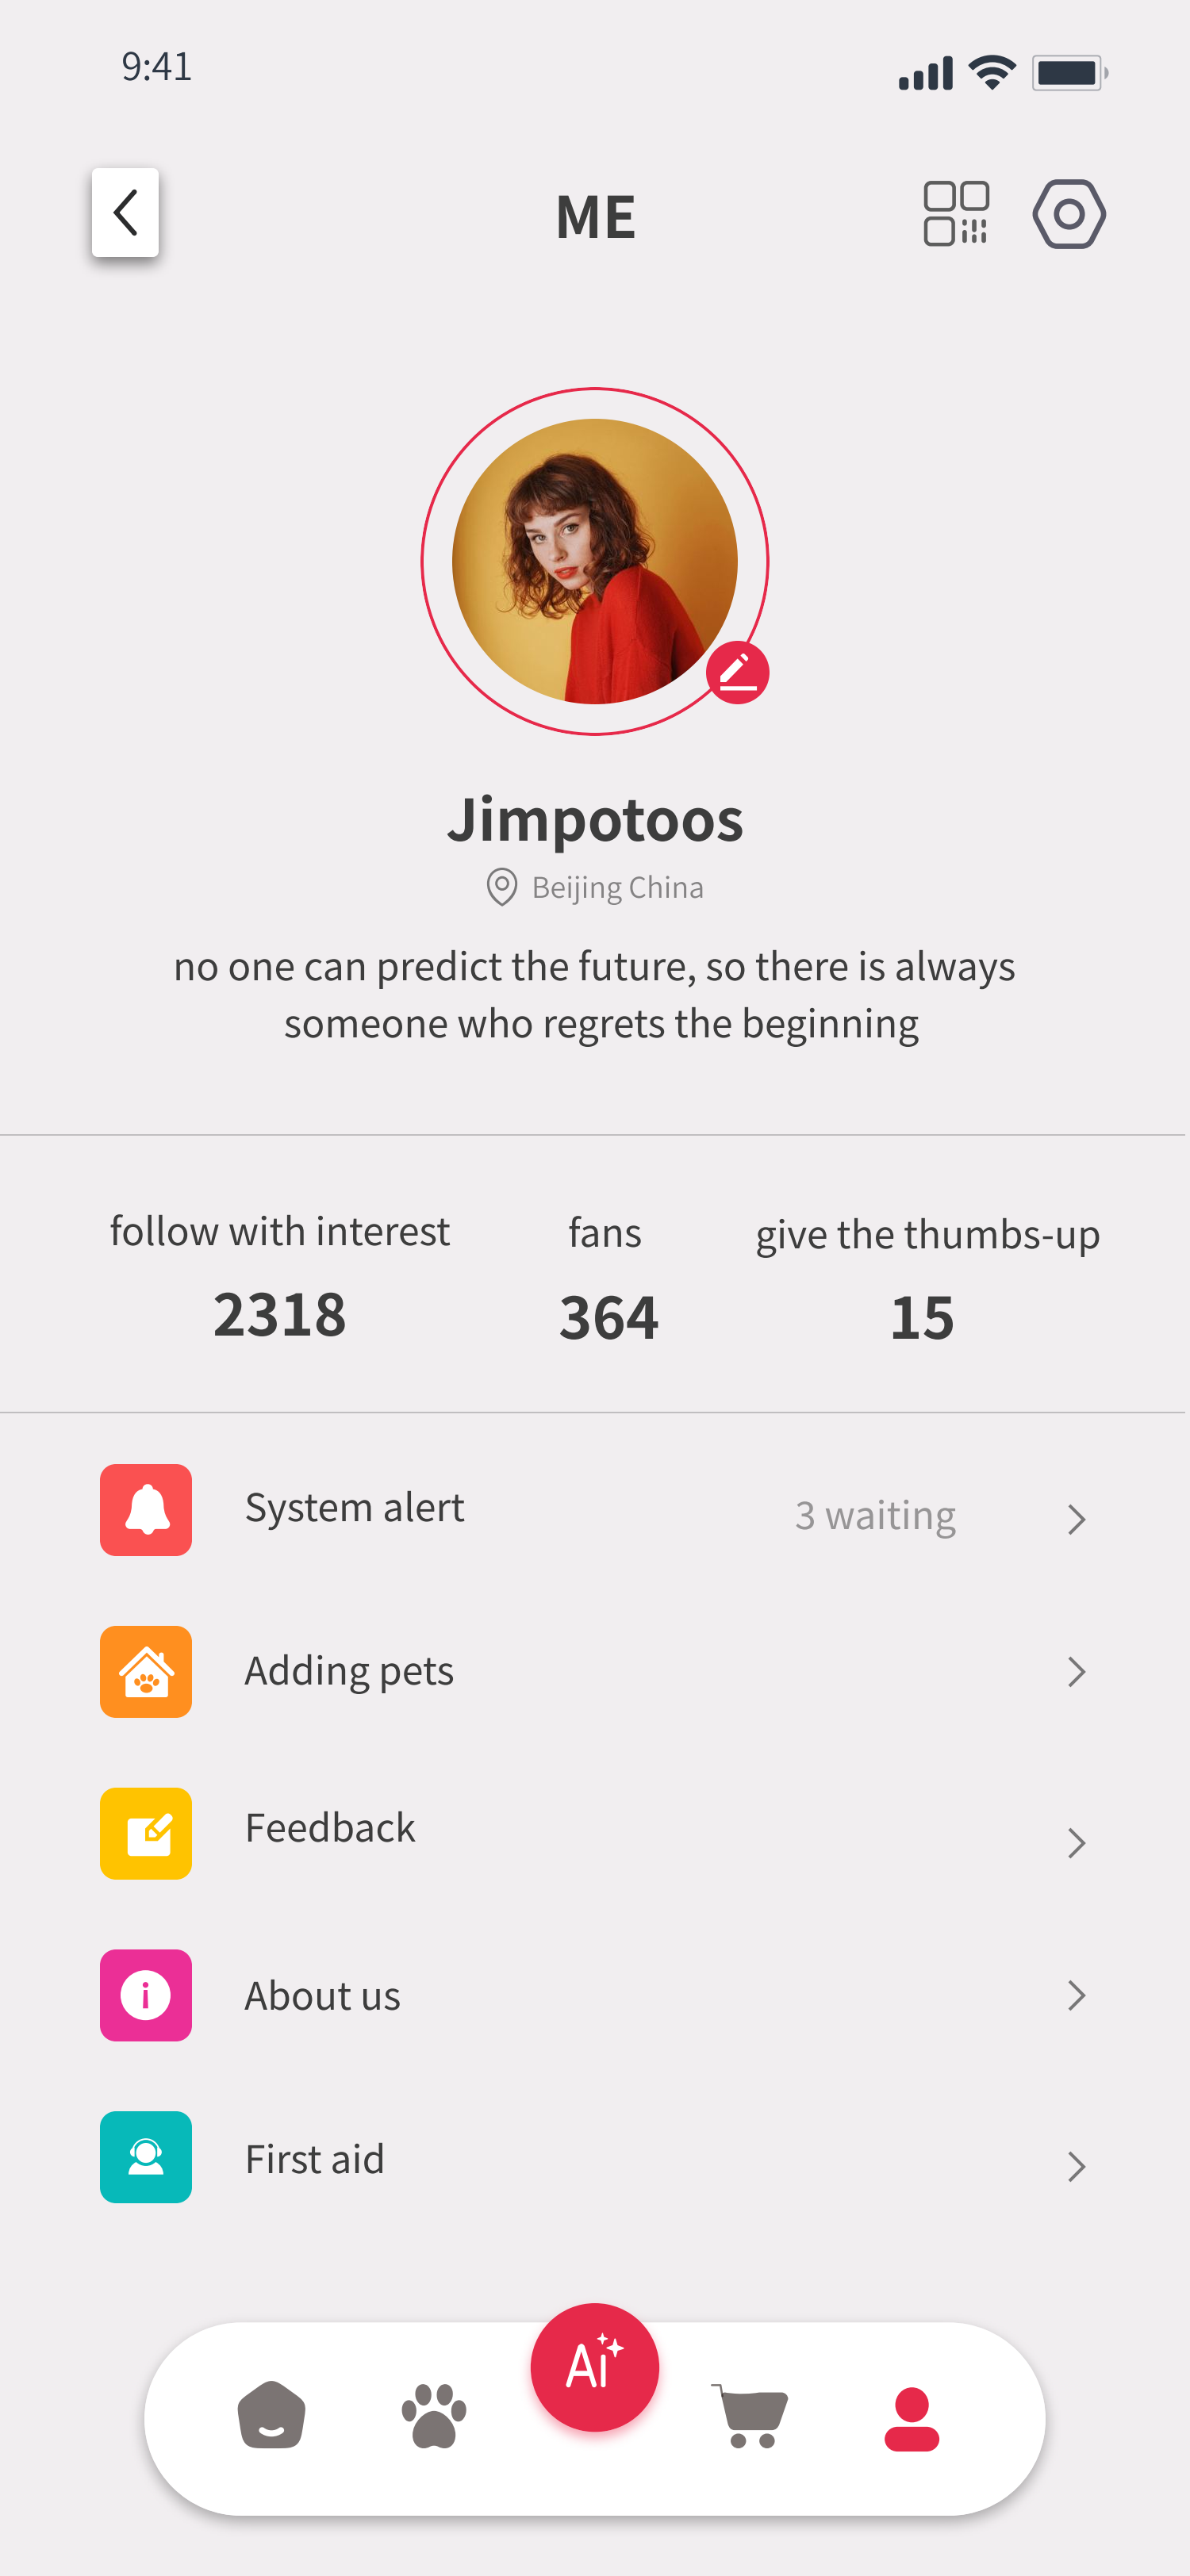 9:41
ME
Jimpotoos
Beijing China
no one can predict the future, so there is always
someone who regrets the beginning
follow with interest
fans
give the thumbs-up
2318
364
15
System alert
3 waiting
Adding pets
Feedback
About us
First aid
Ai